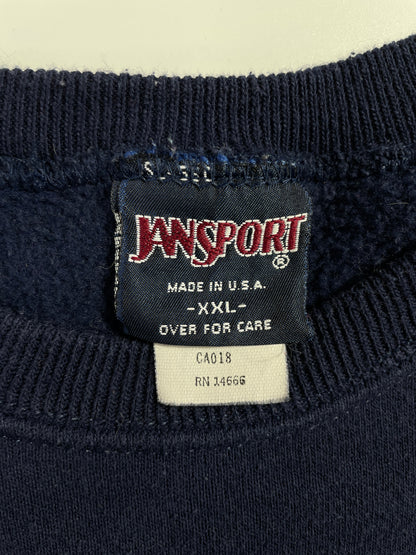 JANSPORT®
MADE IN U.S.A.
-XXL-
OVER FOR CARE
CA018
RN 14666